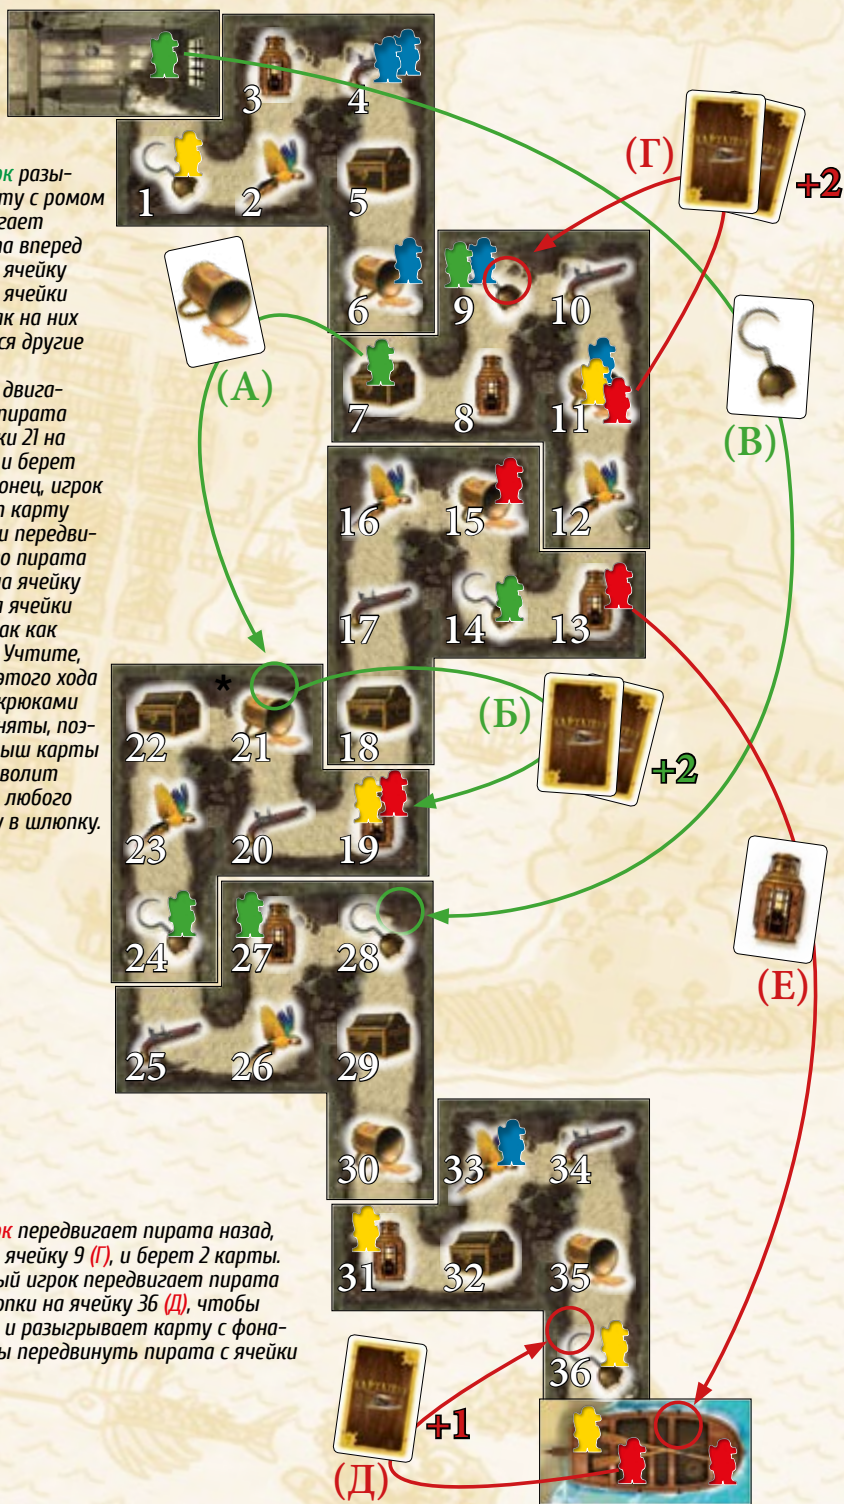 3
4
1
2
5
6
9
10
7
8
11
16
15
12
17
14
13
22
21
18
23
20
19
24
27
28
25
26
29
30
33
34
31
32
35
36
*
(А)
(Б)
+2
(В)
(Г)
+2
(Д)
+1
(Е)
ок разы-
ту с ромом
гает
а вперед
ячейку
ячейки
ак на них
ся другие
двига-
пирата
ки 21 на
и берет
онец, игрок
т карту
и передви-
о пирата
на ячейку
я ячейки
ак как
Учтите,
этого хода
крюками
няты, поэ-
ыш карты
волит
любого
у в шлюпку.
ок передвигает пирата назад,
ячейку 9 (Г), и берет 2 карты.
ый игрок передвигает пирата
опки на ячейку 36 (Д), чтобы
и разыгрывает карту с фона-
ы передвинуть пирата с ячейки